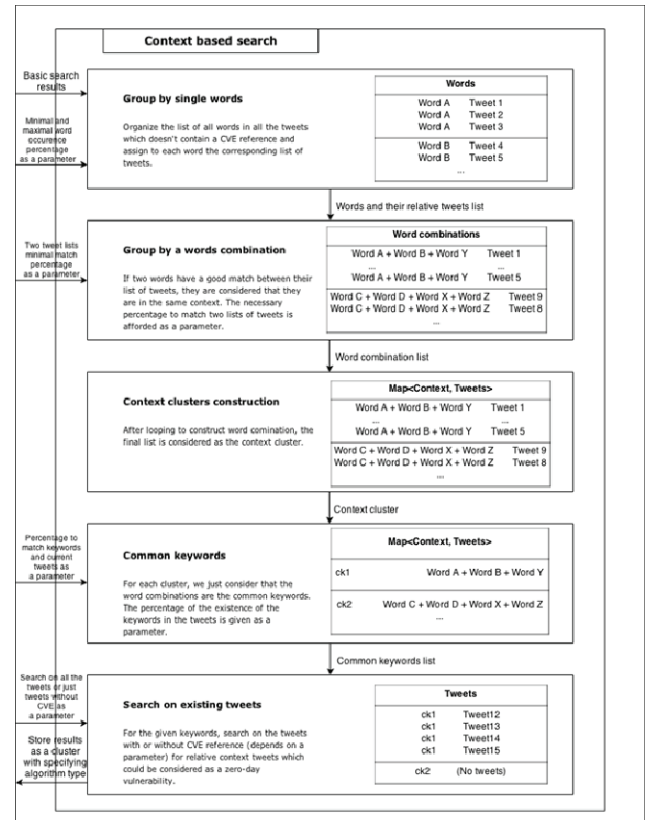 Context based search
Basic search
results
Minimal and
maximal word
occurence
percentage
as a parameter
Group by single words
Organize the list of all words in all the tweets
which doesn't contain a CVE reference and
assign to each word the corresponding list of
tweets.
Words
Word A Tweet 1
Word A Tweet 2
Word A Tweet 3
Word B Tweet 4
Word B Tweet 5
...
Words and their relative tweets list
Two tweet lists
minimal match
percentage
as a parameter
Group by a words combination
If two words have a good match between their
list of tweets, they are considered that they
are in the same context. The necessary
percentage to match two lists of tweets is
afforded as a parameter.
Word combinations
Word A + Word B + Word Y Tweet 1
... ...
Word A + Word B + Word Y Tweet 5
Word C + Word D + Word X + Word Z Tweet 9
Word C + Word D + Word X + Word Z Tweet 8
...
Word combination list
Context clusters construction
After looping to construct word comination, the
final list is considered as the context cluster.
Map<Context, Tweets>
Word A + Word B + Word Y Tweet 1
... ...
Word A + Word B + Word Y Tweet 5
Word C + Word D + Word X + Word Z Tweet 9
Word C + Word D + Word X + Word Z Tweet 8
...
Context cluster
Percentage to
match keywords
and current
tweets as
a parameter
Common keywords
For each cluster, we just consider that the
word combinations are the common keywords.
The percentage of the existence of the
keywords in the tweets is given as a
parameter.
Map<Context, Tweets>
ck1 Word A + Word B + Word Y
ck2 Word C + Word D + Word X + Word Z
...
Common keywords list
Search on all the
tweets or just
tweets without
CVE as
a parameter
Store results
as a cluster
with specifying
algorithm type
Search on existing tweets
For the given keywords, search on the tweets
with or without CVE reference (depends on a
parameter) for relative context tweets which
could be considered as a zero-day
vulnerability.
Tweets
ck1 Tweet12
ck1 Tweet13
ck1 Tweet14
ck1 Tweet15
ck2 (No tweets)